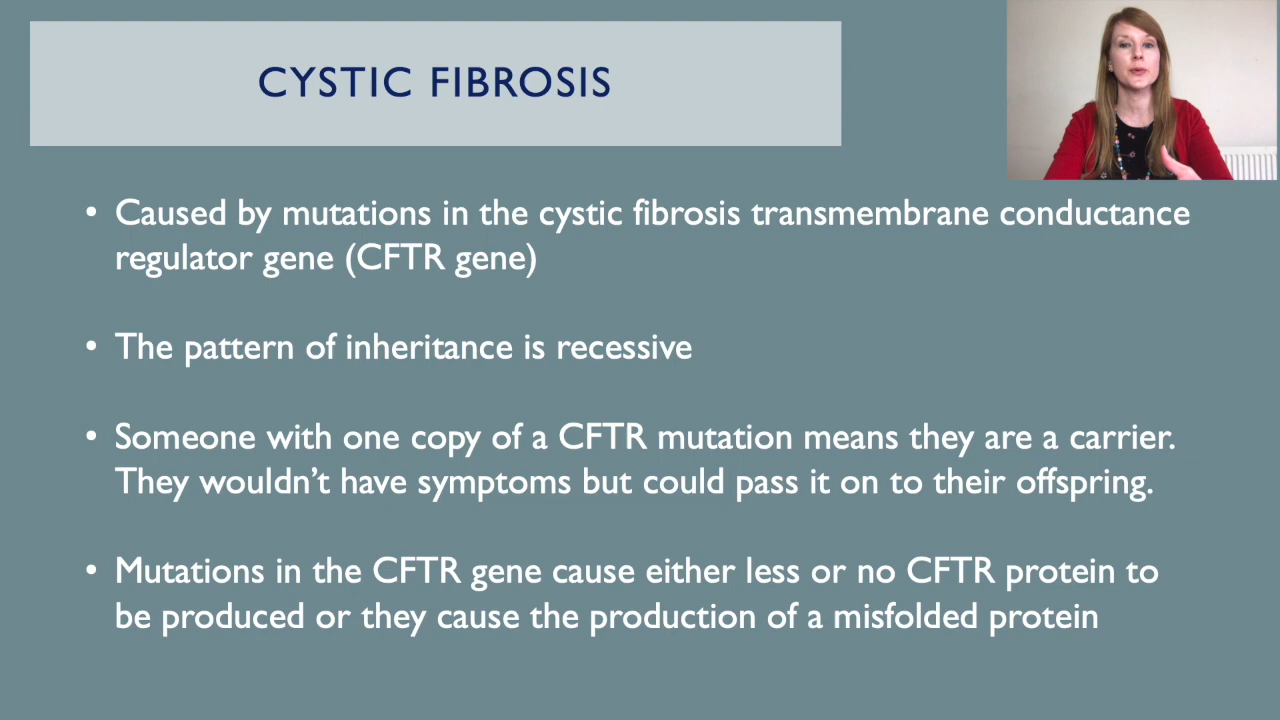 CYSTIC FIBROSIS
• Caused by mutations in the cystic fibrosis transmembrane conductance
regulator gene (CFTR gene)
• The pattern of inheritance is recessive
• Someone with one copy of a CFTR mutation means they are a carrier.
They wouldn’t have symptoms but could pass it on to their offspring.
• Mutations in the CFTR gene cause either less or no CFTR protein to
be produced or they cause the production of a misfolded protein